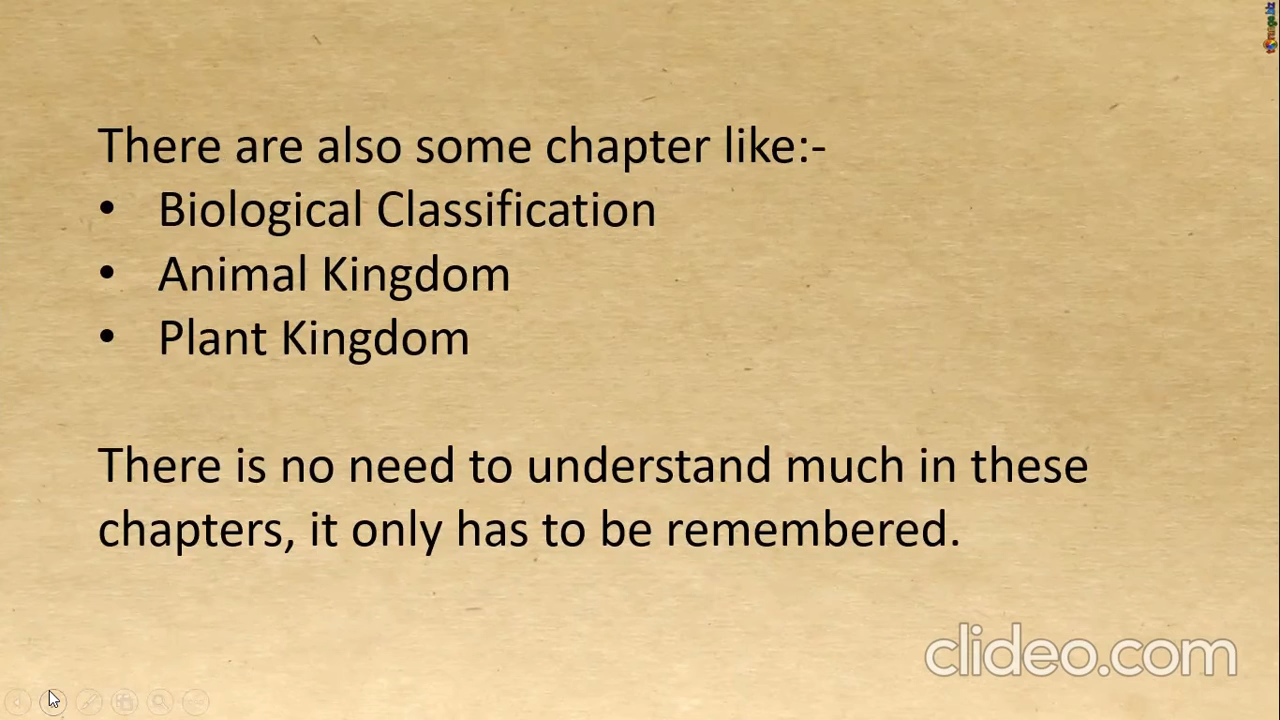 There are also some chapter like:-
• Biological Classification
• Animal Kingdom
• Plant Kingdom
There is no need to understand much in these
chapters, it only has to be remembered.
clideo.com